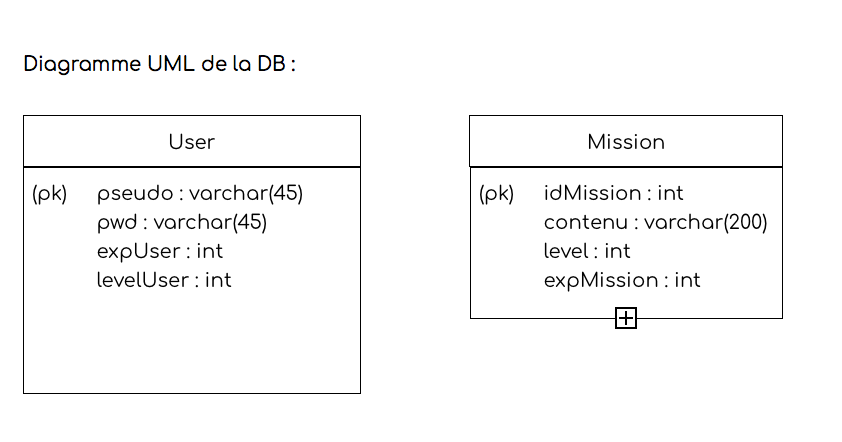 Diagramme UML de la DB :
User
(pk) pseudo : varchar(45)
pwd : varchar(45)
expUser : int
levelUser : int
Mission
(pk) idMission : int
contenu : varchar(200)
level : int
expMission : int